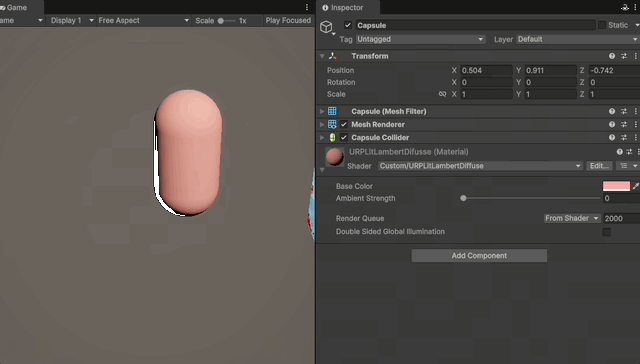 Game
Inspector
ame
Display 1
Free Aspect
Scale
1x
Play Focused
Capsule
Static
Tag
Untagged
Layer
Default
Transform
Position
X 0.504 Y 0.911 Z -0.742
Rotation
X 0 Y 0 Z 0
Scale
X 1 Y 1 Z 1
Capsule (Mesh Filter)
Mesh Renderer
Capsule Collider
URPLitLambertDifusse (Material)
Shader
Custom/URPLitLambertDiffuse
Edit...
Base Color
Ambient Strength
0
Render Queue
From Shader
2000
Double Sided Global Illumination
Add Component